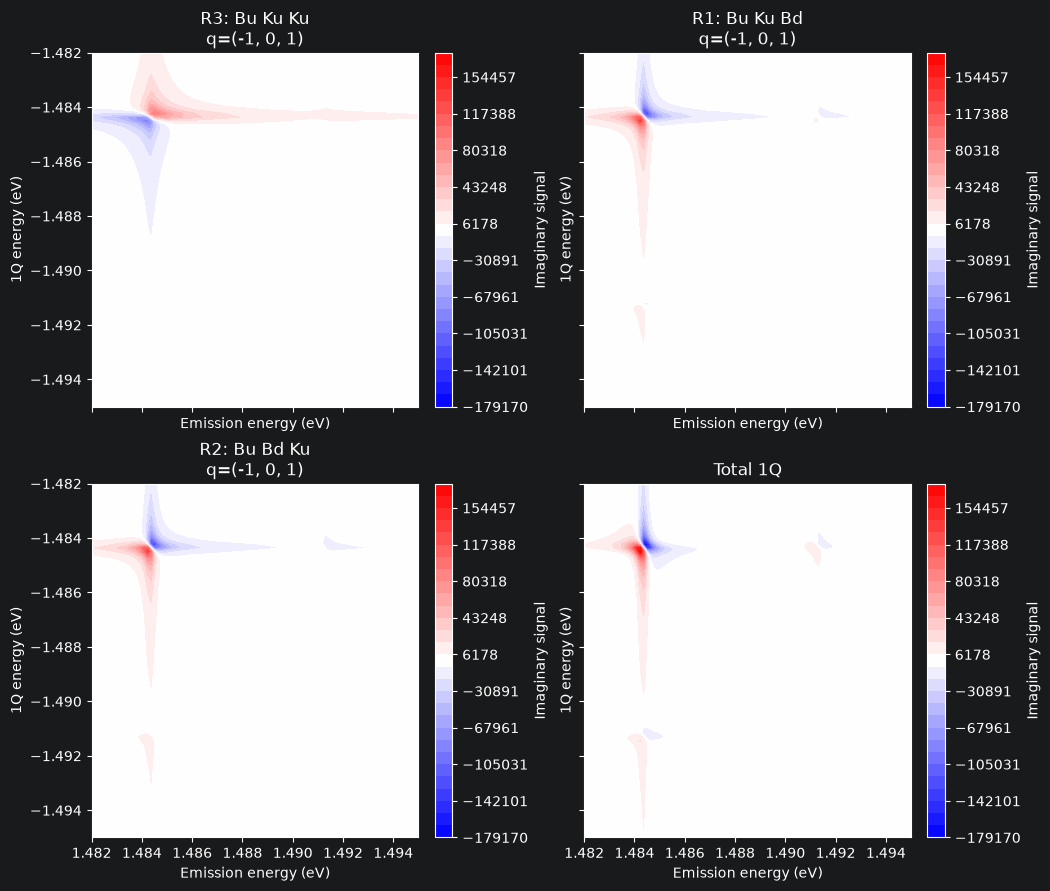 R3: Bu Ku Ku
q=(-1, 0, 1)
−1.482
−1.484
−1.486
−1.488
−1.490
−1.492
−1.494
1Q energy (eV)
Emission energy (eV)
154457
117388
80318
43248
6178
−30891
−67961
−105031
−142101
−179170
Imaginary signal
R1: Bu Ku Bd
q=(-1, 0, 1)
1Q energy (eV)
Emission energy (eV)
154457
117388
80318
43248
6178
−30891
−67961
−105031
−142101
−179170
Imaginary signal
R2: Bu Bd Ku
q=(-1, 0, 1)
−1.482
−1.484
−1.486
−1.488
−1.490
−1.492
−1.494
1Q energy (eV)
1.482 1.484 1.486 1.488 1.490 1.492 1.494
Emission energy (eV)
154457
117388
80318
43248
6178
−30891
−67961
−105031
−142101
−179170
Imaginary signal
Total 1Q
1Q energy (eV)
1.482 1.484 1.486 1.488 1.490 1.492 1.494
Emission energy (eV)
154457
117388
80318
43248
6178
−30891
−67961
−105031
−142101
−179170
Imaginary signal